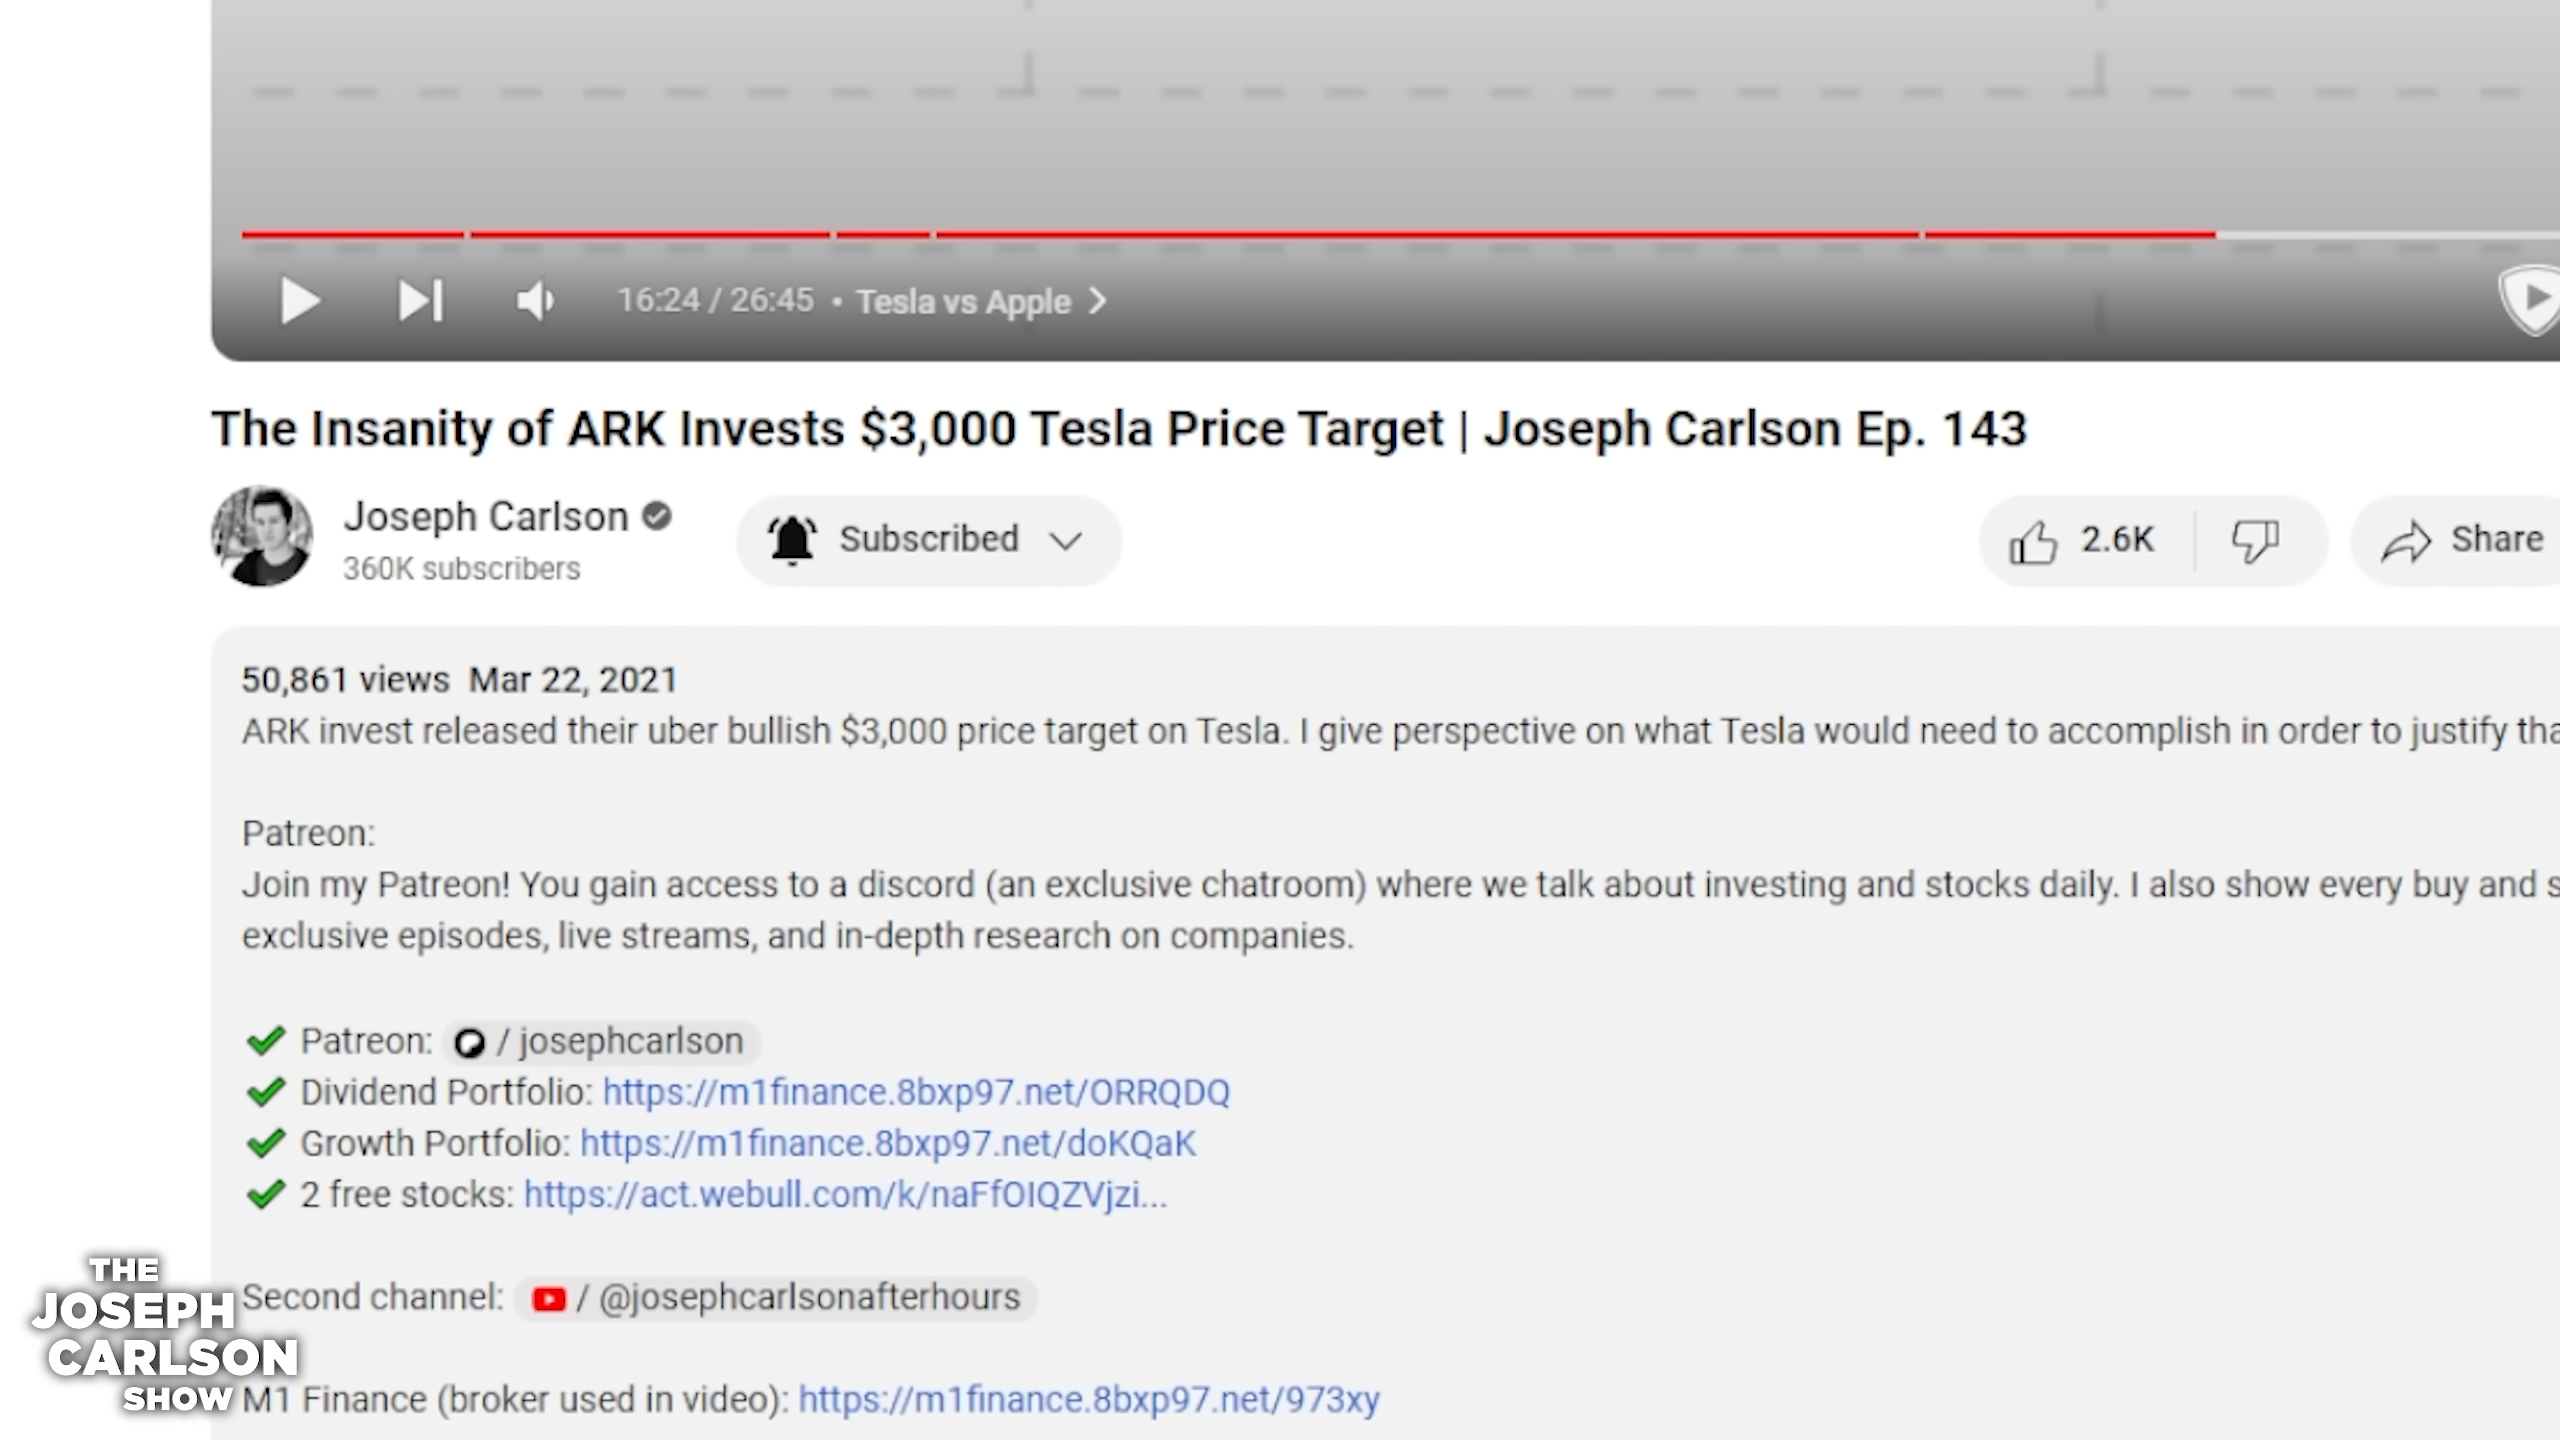 16:24 / 26:45 • Tesla vs Apple
The Insanity of ARK Invests $3,000 Tesla Price Target | Joseph Carlson Ep. 143
Joseph Carlson
360K subscribers
Subscribed
2.6K
Share
50,861 views Mar 22, 2021
ARK invest released their uber bullish $3,000 price target on Tesla. I give perspective on what Tesla would need to accomplish in order to justify
Patreon:
Join my Patreon! You gain access to a discord (an exclusive chatroom) where we talk about investing and stocks daily. I also show every buy and
exclusive episodes, live streams, and in-depth research on companies.
Patreon: / josephcarlson
Dividend Portfolio: https://m1finance.8bxp97.net/ORRQDQ
Growth Portfolio: https://m1finance.8bxp97.net/doKQaK
2 free stocks: https://act.webull.com/k/naFfOIQZVjzi...
Second channel: / @josephcarlsonafterhours
M1 Finance (broker used in video): https://m1finance.8bxp97.net/973xy
THE
JOSEPH
CARLSON
SHOW